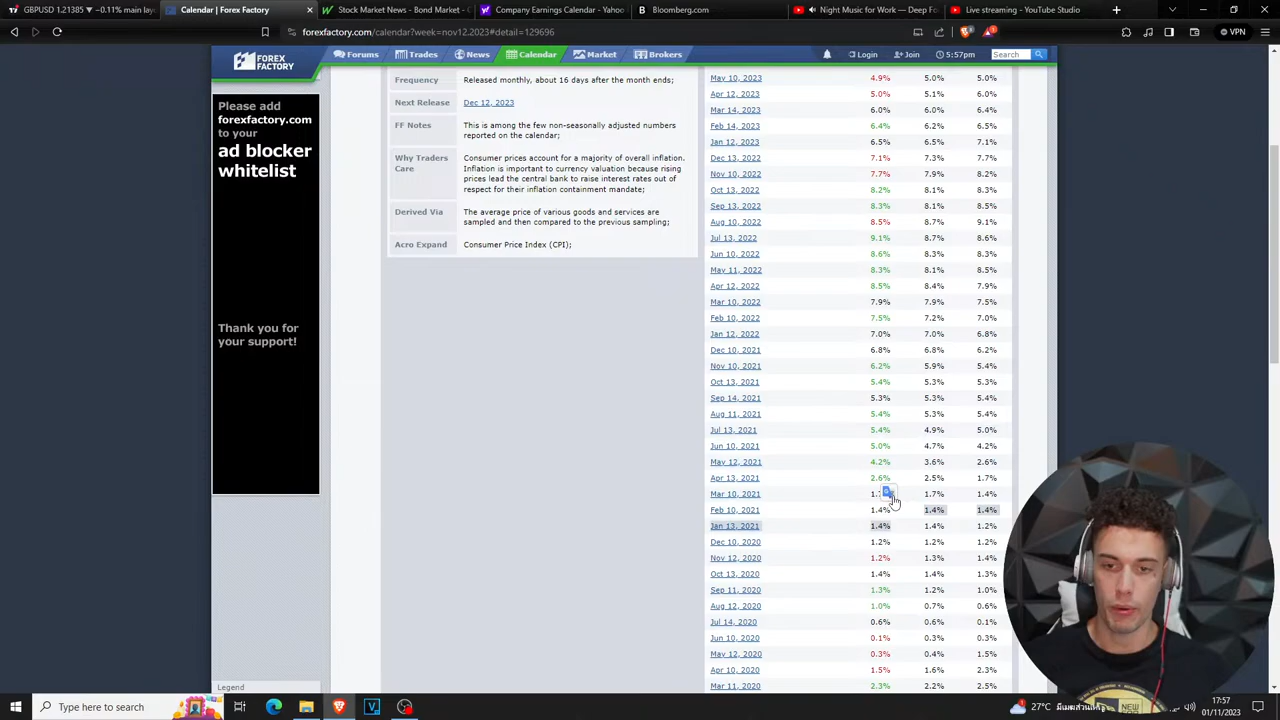 GBPUSD 1.21385 ▼ −0.11% main layo
Calendar | Forex Factory
Stock Market News - Bond Market - C
Company Earnings Calendar - Yahoo
Bloomberg.com
Night Music for Work — Deep Fo
Live streaming - YouTube Studio
forexfactory.com/calendar?week=nov12.2023#detail=129696
VPN
FOREX
FACTORY
Forums
Trades
News
Calendar
Market
Brokers
Login
Join
5:57pm
Search
Please add
forexfactory.com
to your
ad blocker
whitelist
Thank you for
your support!
Legend
Frequency Released monthly, about 16 days after the month ends;
Next Release Dec 12, 2023
FF Notes This is among the few non-seasonally adjusted numbers
reported on the calendar;
Why Traders Consumer prices account for a majority of overall inflation.
Care Inflation is important to currency valuation because rising
prices lead the central bank to raise interest rates out of
respect for their inflation containment mandate;
Derived Via The average price of various goods and services are
sampled and then compared to the previous sampling;
Acro Expand Consumer Price Index (CPI);
May 10, 2023 4.9% 5.0% 5.0%
Apr 12, 2023 5.0% 5.1% 6.0%
Mar 14, 2023 6.0% 6.0% 6.4%
Feb 14, 2023 6.4% 6.2% 6.5%
Jan 12, 2023 6.5% 6.5% 7.1%
Dec 13, 2022 7.1% 7.3% 7.7%
Nov 10, 2022 7.7% 7.9% 8.2%
Oct 13, 2022 8.2% 8.1% 8.3%
Sep 13, 2022 8.3% 8.1% 8.5%
Aug 10, 2022 8.5% 8.7% 9.1%
Jul 13, 2022 9.1% 8.7% 8.6%
Jun 10, 2022 8.6% 8.3% 8.3%
May 11, 2022 8.3% 8.1% 8.5%
Apr 12, 2022 8.5% 8.4% 7.9%
Mar 10, 2022 7.9% 7.9% 7.5%
Feb 10, 2022 7.5% 7.2% 7.0%
Jan 12, 2022 7.0% 7.0% 6.8%
Dec 10, 2021 6.8% 6.8% 6.2%
Nov 10, 2021 6.2% 5.9% 5.4%
Oct 13, 2021 5.4% 5.3% 5.3%
Sep 14, 2021 5.3% 5.3% 5.4%
Aug 11, 2021 5.4% 5.3% 5.4%
Jul 13, 2021 5.4% 4.9% 5.0%
Jun 10, 2021 5.0% 4.7% 4.2%
May 12, 2021 4.2% 3.6% 2.6%
Apr 13, 2021 2.6% 2.5% 1.7%
Mar 10, 2021 1.7% 1.4%
Feb 10, 2021 1.4% 1.4% 1.4%
Jan 13, 2021 1.4% 1.4% 1.2%
Dec 10, 2020 1.2% 1.2% 1.2%
Nov 12, 2020 1.2% 1.3% 1.4%
Oct 13, 2020 1.4% 1.4% 1.3%
Sep 11, 2020 1.3% 1.2% 1.0%
Aug 12, 2020 1.0% 0.7% 0.6%
Jul 14, 2020 0.6% 0.6% 0.1%
Jun 10, 2020 0.1% 0.3% 0.3%
May 12, 2020 0.3% 0.4% 1.5%
Apr 10, 2020 1.5% 1.6% 2.3%
Mar 11, 2020 2.3% 2.2% 2.5%
NEW
Type here to search
27°C
17:57
01/11/2023